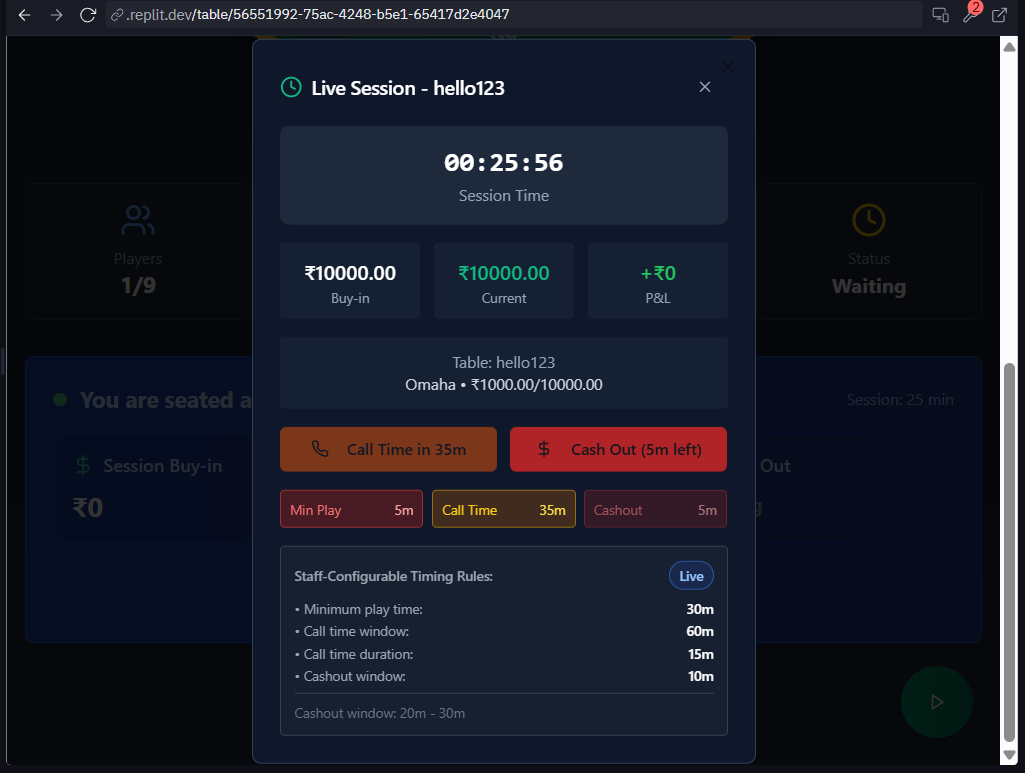 .replit.dev/table/56551992-75ac-4248-b5e1-65417d2e4047
2
Live Session - hello123
00:25:56
Session Time
Players
1/9
Status
Waiting
₹10000.00
Buy-in
₹10000.00
Current
+₹0
P&L
Table: hello123
Omaha • ₹1000.00/10000.00
You are seated a
Session: 25 min
Call Time in 35m
Cash Out (5m left)
Session Buy-in
₹0
Out
Min Play 5m
Call Time 35m
Cashout 5m
Staff-Configurable Timing Rules:
Live
• Minimum play time: 30m
• Call time window: 60m
• Call time duration: 15m
• Cashout window: 10m
Cashout window: 20m - 30m